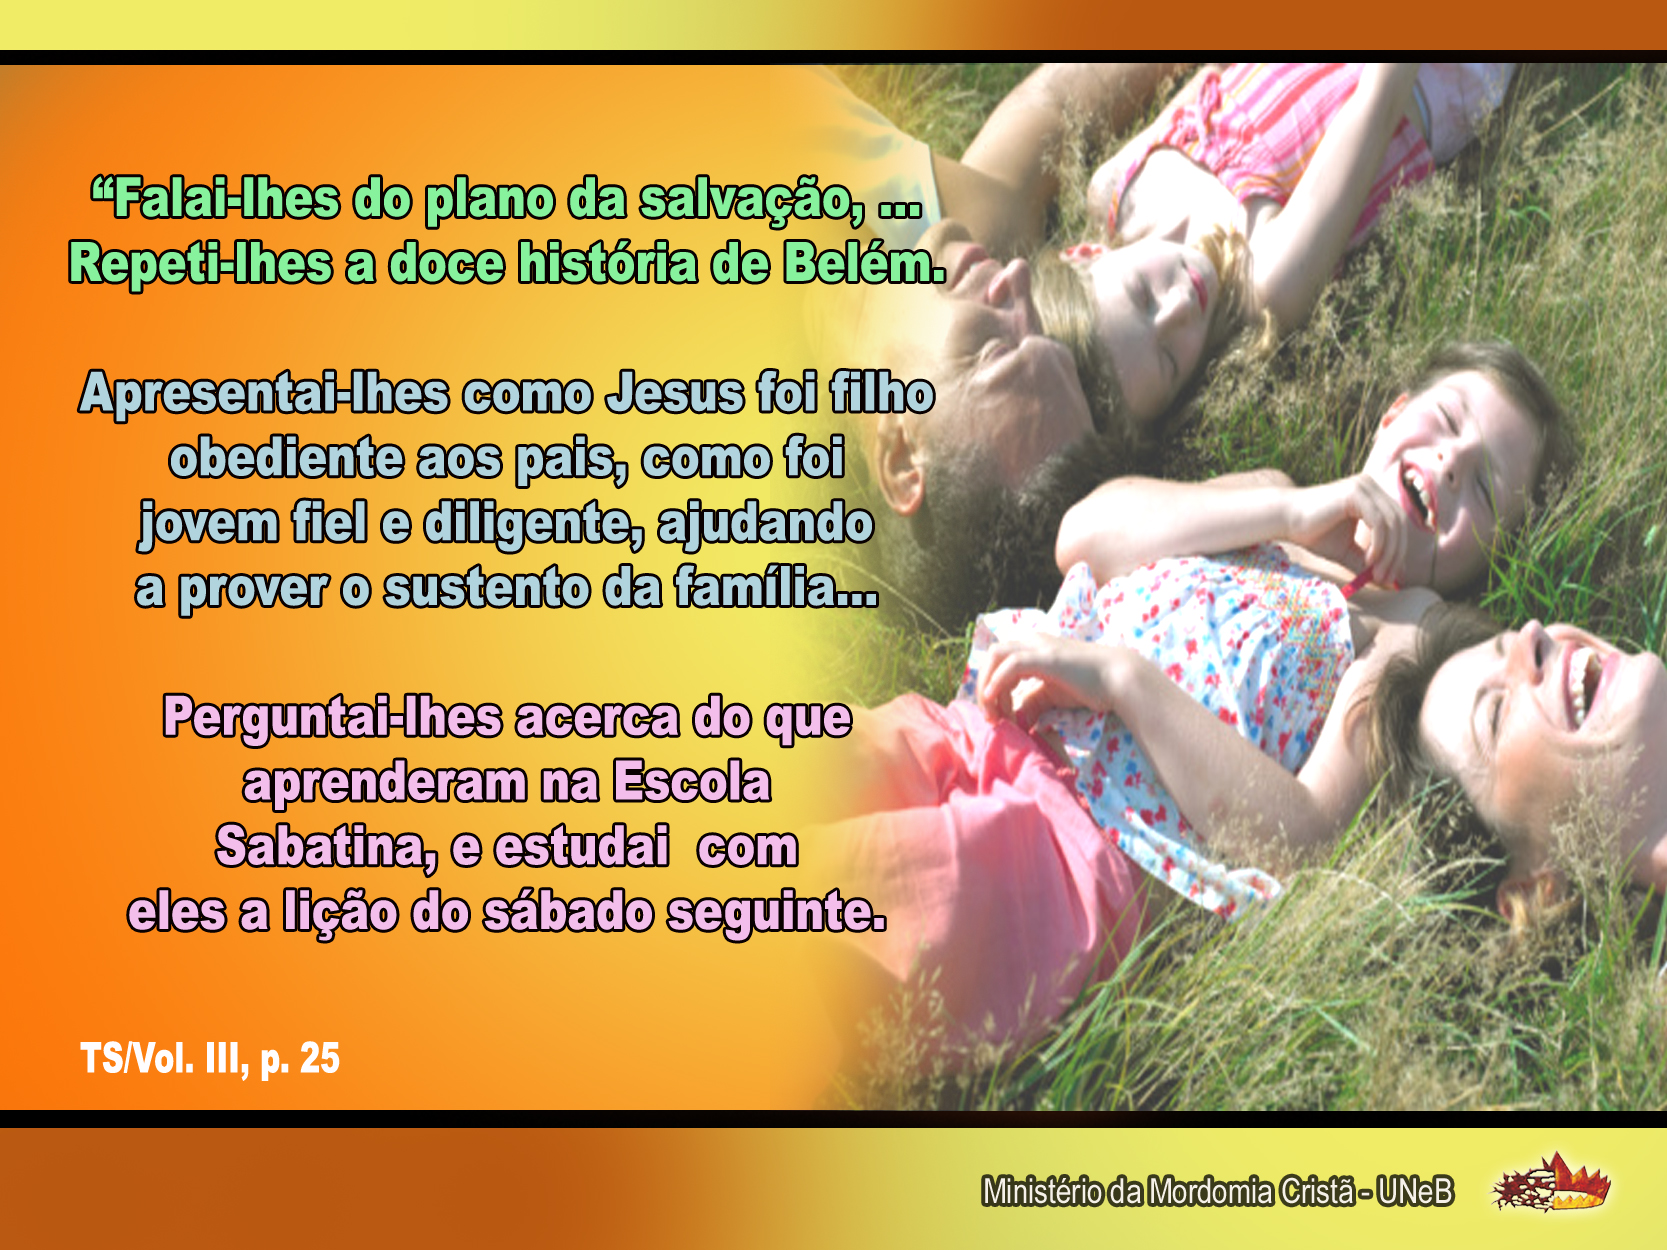 “Falai-lhes do plano da salvação, ...
Repeti-lhes a doce história de Belém.
Apresentai-lhes como Jesus foi filho
obediente aos pais, como foi
jovem fiel e diligente, ajudando
a prover o sustento da família...
Perguntai-lhes acerca do que
aprenderam na Escola
Sabatina, e estudai  com
eles a lição do sábado seguinte.
TS/Vol. III, p. 25
Ministério da Mordomia Cristã - UNeB